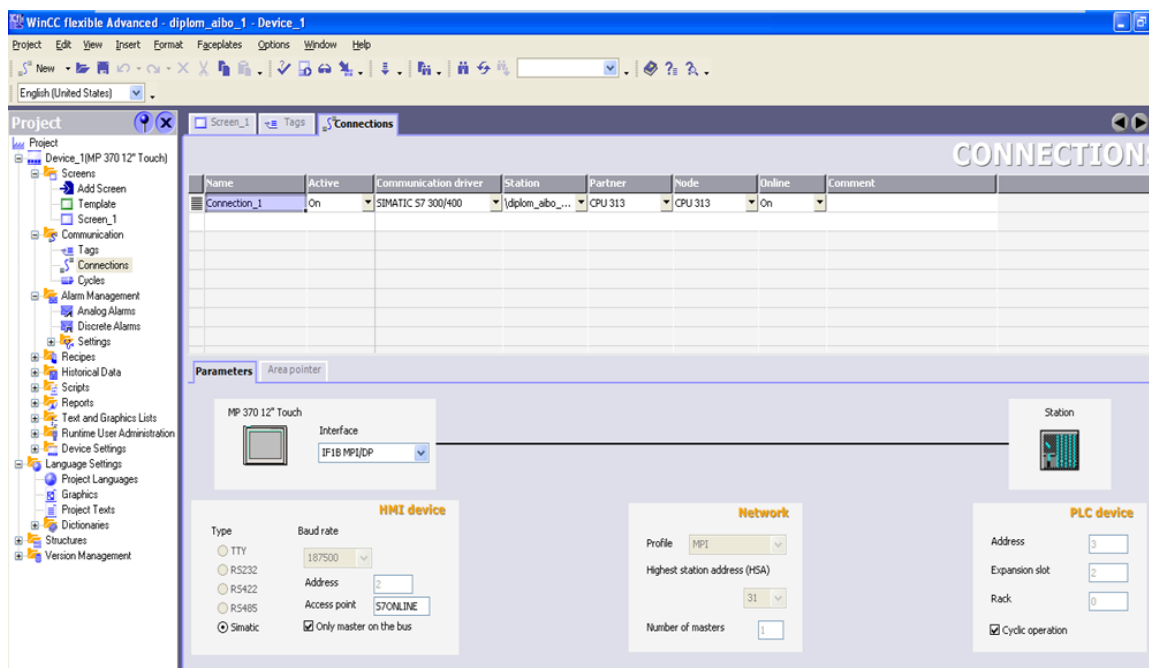 WinCC flexible Advanced - diplom_aibo_1 - Device_1
Project Edit View Insert Format Faceplates Options Window Help
New
English (United States)
Project
Screen_1 Tags Connections
CONNECTIONS
Project
Device_1(MP 370 12" Touch)
Screens
Add Screen
Template
Screen_1
Communication
Tags
Connections
Cycles
Alarm Management
Analog Alarms
Discrete Alarms
Settings
Recipes
Historical Data
Scripts
Reports
Text and Graphics Lists
Runtime User Administration
Device Settings
Language Settings
Project Languages
Graphics
Project Texts
Dictionaries
Structures
Version Management
Name Active Communication driver Station Partner Node Online Comment
Connection_1 On SIMATIC S7 300/400 \diplom_aibo_... CPU 313 CPU 313 On
Parameters Area pointer
MP 370 12" Touch
Interface
IF1B MPI/DP
Station
HMI device
Type
TTY
RS232
RS422
RS485
Simatic
Baud rate
187500
Address 2
Access point S7ONLINE
Only master on the bus
Network
Profile MPI
Highest station address (HSA)
31
Number of masters 1
PLC device
Address 3
Expansion slot 2
Rack 0
Cyclic operation